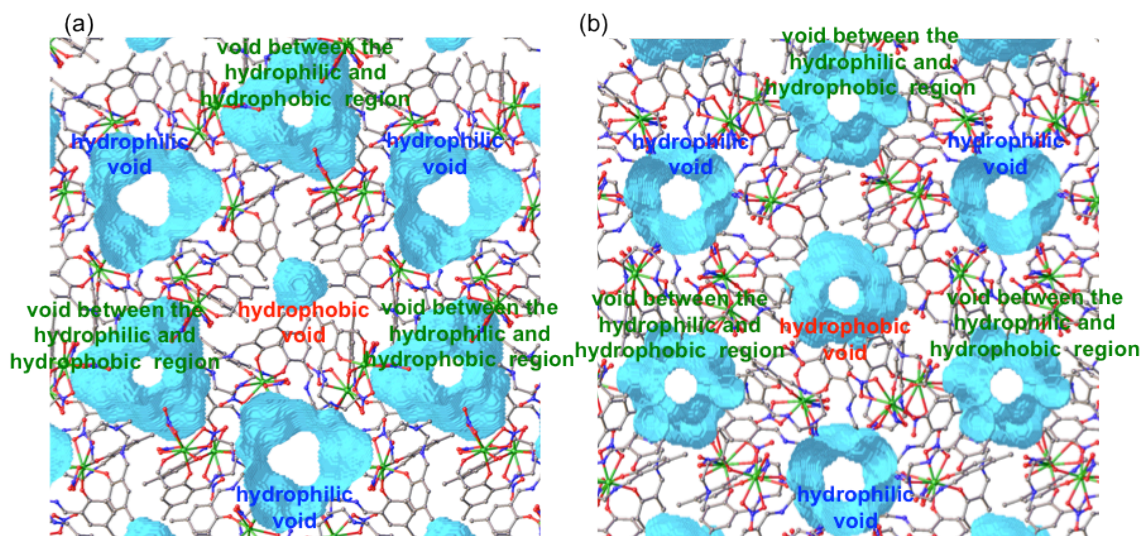 (a)
void between the
hydrophilic and
hydrophobic region
hydrophilic
void
hydrophilic
void
hydrophobic
void
void between the
hydrophilic and
hydrophobic region
void between the
hydrophilic and
hydrophobic region
hydrophilic
void
(b)
void between the
hydrophilic and
hydrophobic region
hydrophilic
void
hydrophilic
void
void between the
hydrophilic and
hydrophobic region
hydrophobic
void
void between the
hydrophilic and
hydrophobic region
hydrophilic
void